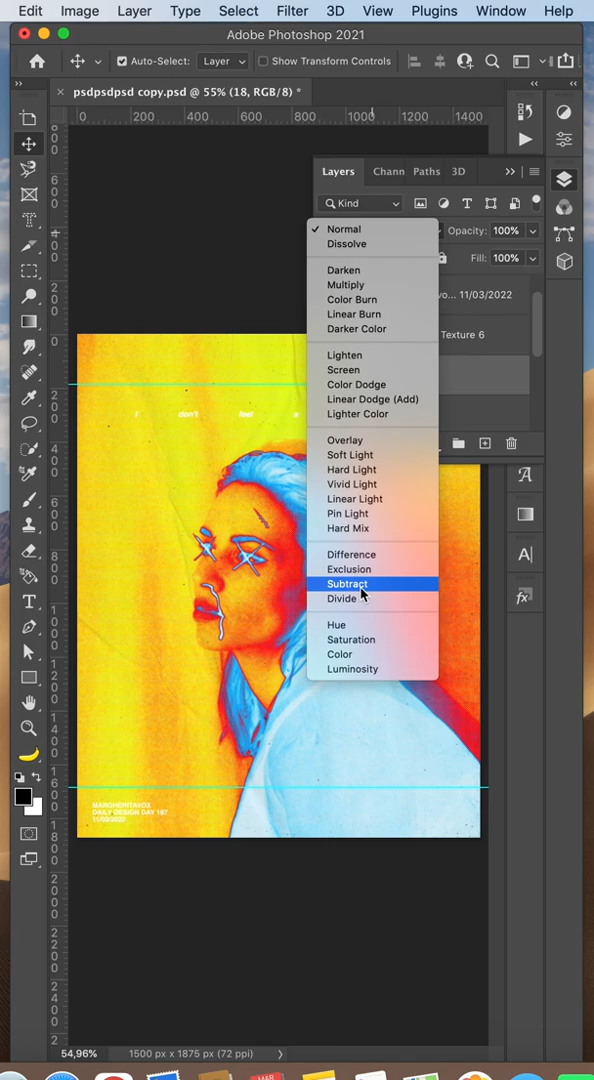 Edit Image Layer Type Select Filter 3D View Plugins Window Help
Adobe Photoshop 2021
Auto-Select: Layer Show Transform Controls
× psdpsdpsd copy.psd @ 55% (18, RGB/8) *
0 200 400 600 800 1000 1200 1400
Layers Chann Paths 3D
Kind
Normal
Opacity: 100%
Dissolve
Fill: 100%
Darken
Multiply
11/03/2022
Color Burn
Linear Burn
Darker Color
Texture 6
Lighten
Screen
Color Dodge
Linear Dodge (Add)
Lighter Color
I don't feel a
Overlay
Soft Light
Hard Light
Vivid Light
Linear Light
Pin Light
Hard Mix
Difference
Exclusion
Subtract
Divide
Hue
Saturation
Color
Luminosity
MARGHERITAVOX
DAILY DESIGN DAY 187
11/03/2022
54,96% 1500 px x 1875 px (72 ppi)